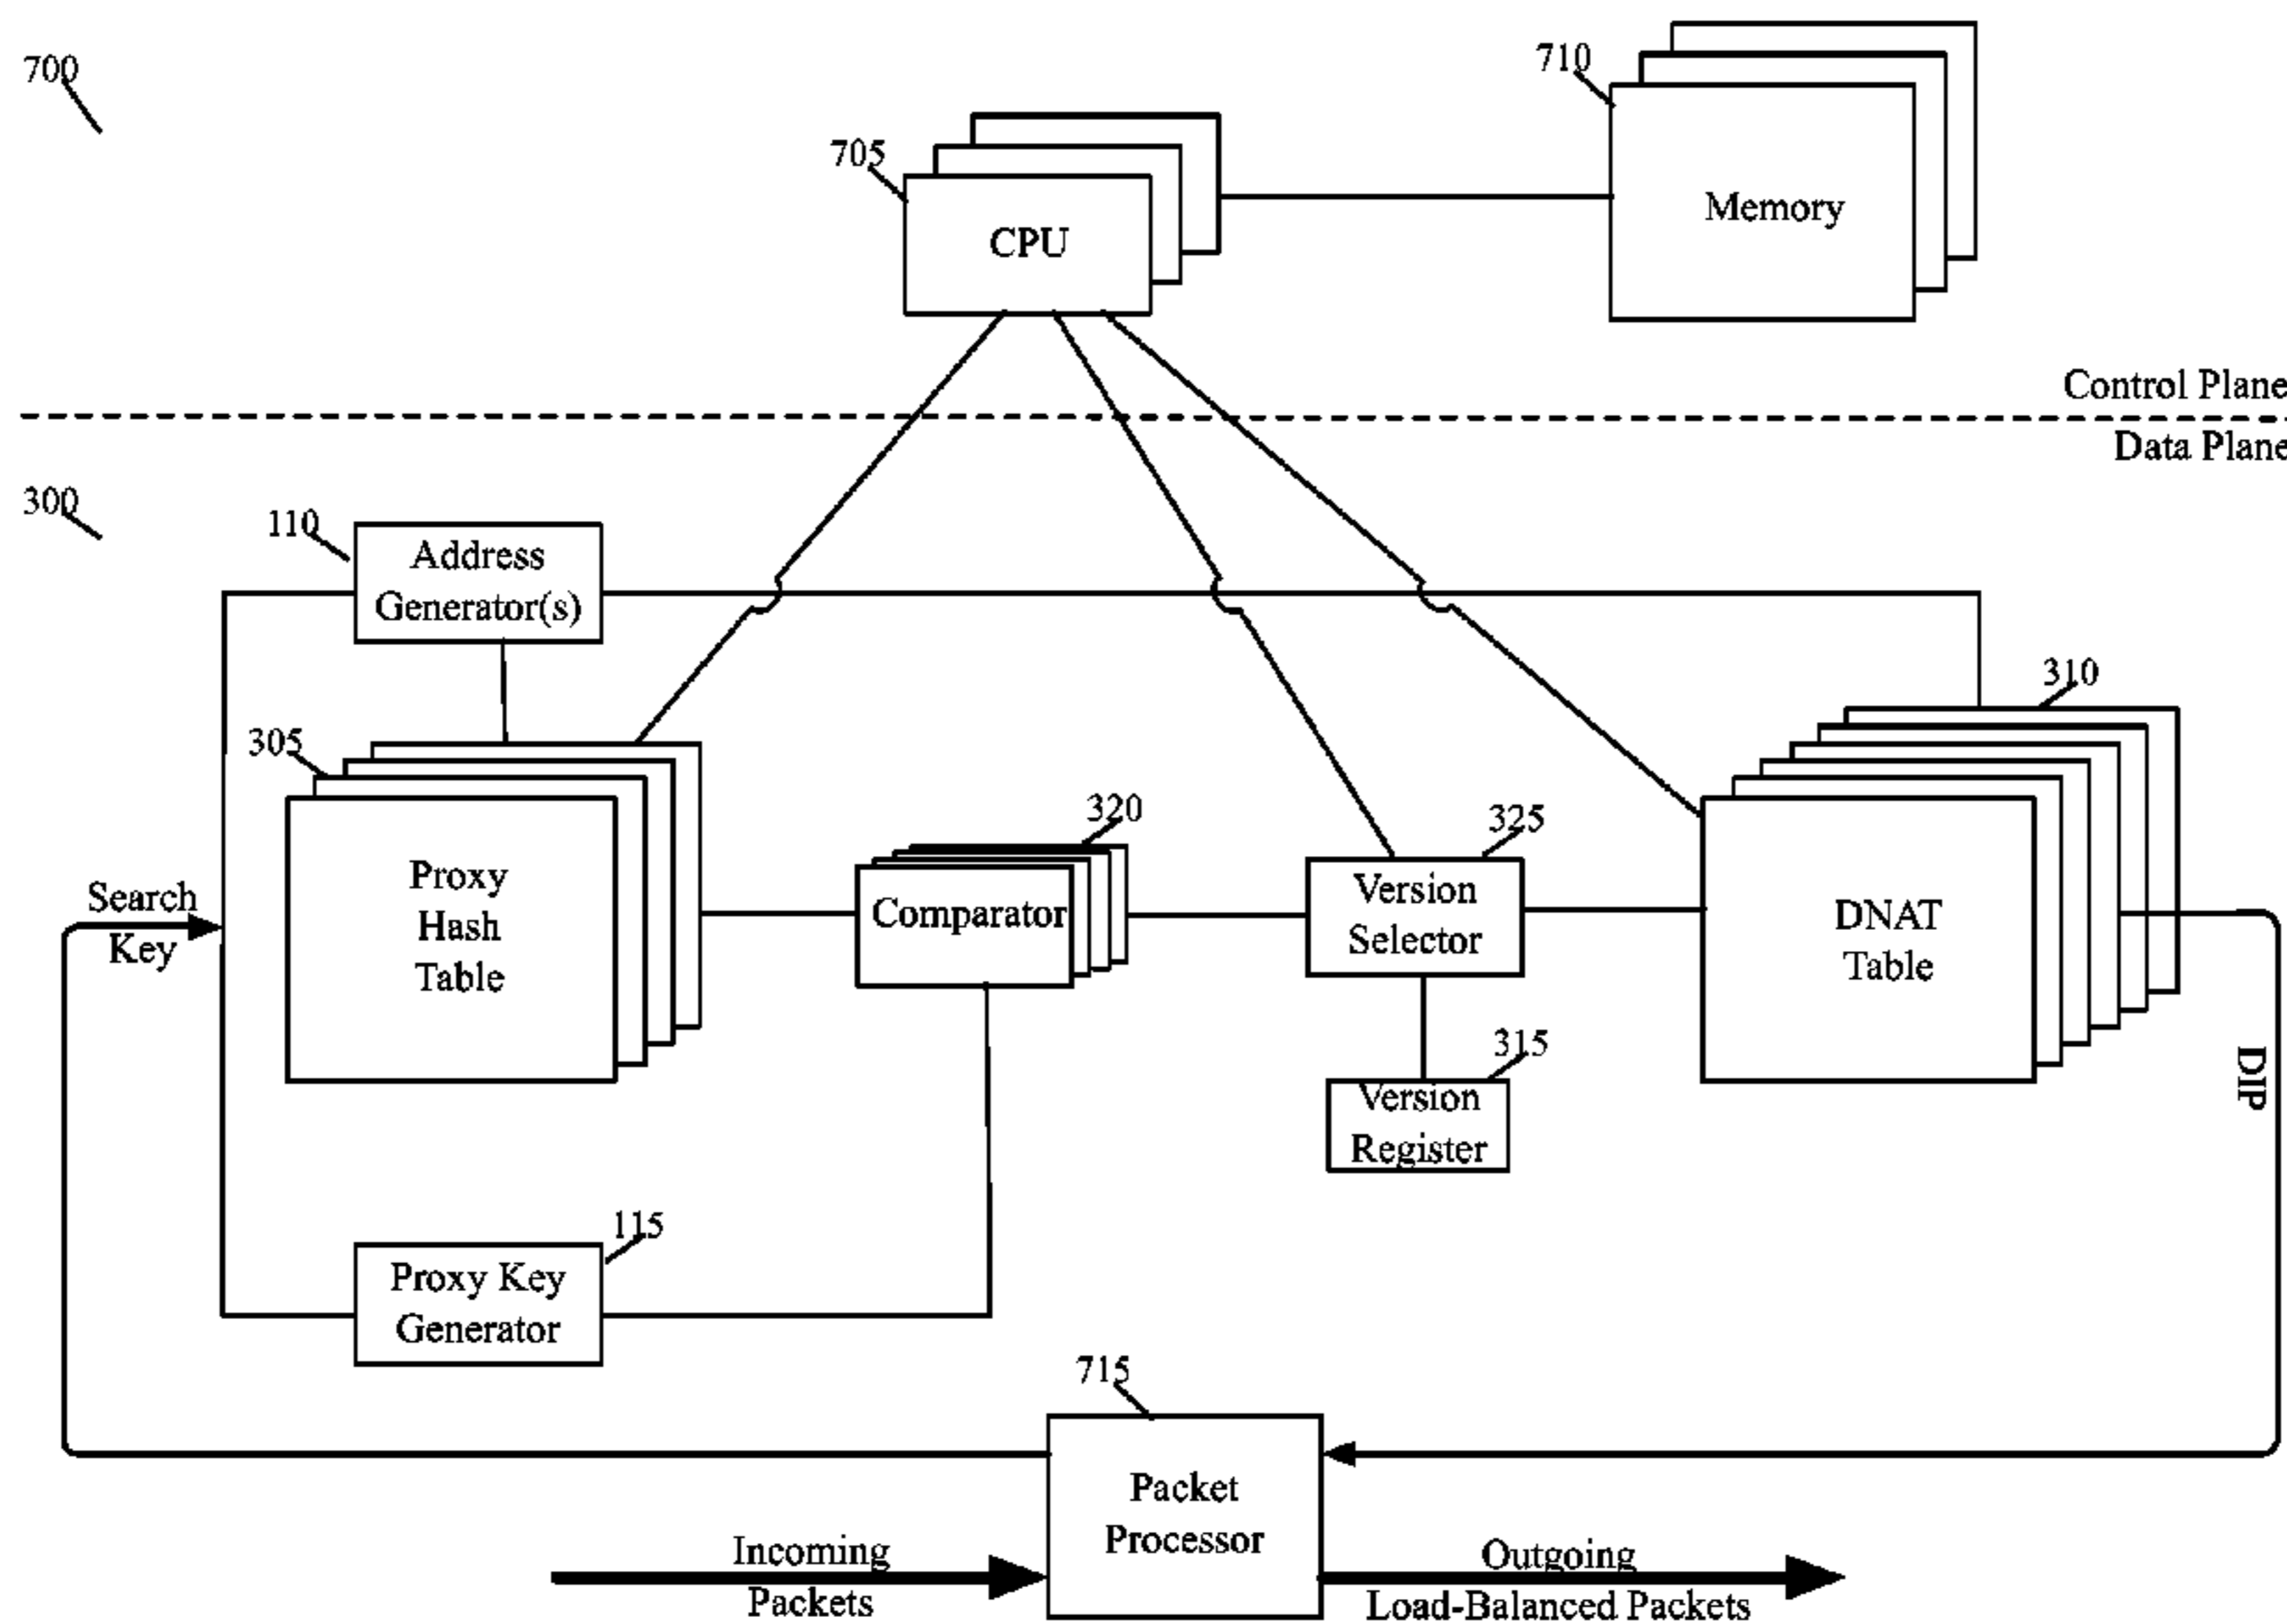 700
710
705
CPU
Memory
Control Plane
Data Plane
300
110
Address
Generator(s)
310
305
320
325
Proxy
Hash
Table
Search
Key
Comparator
Version
Selector
DNAT
Table
315
Version
Register
DIP
115
Proxy Key
Generator
715
Packet
Processor
Incoming
Packets
Outgoing
Load-Balanced Packets